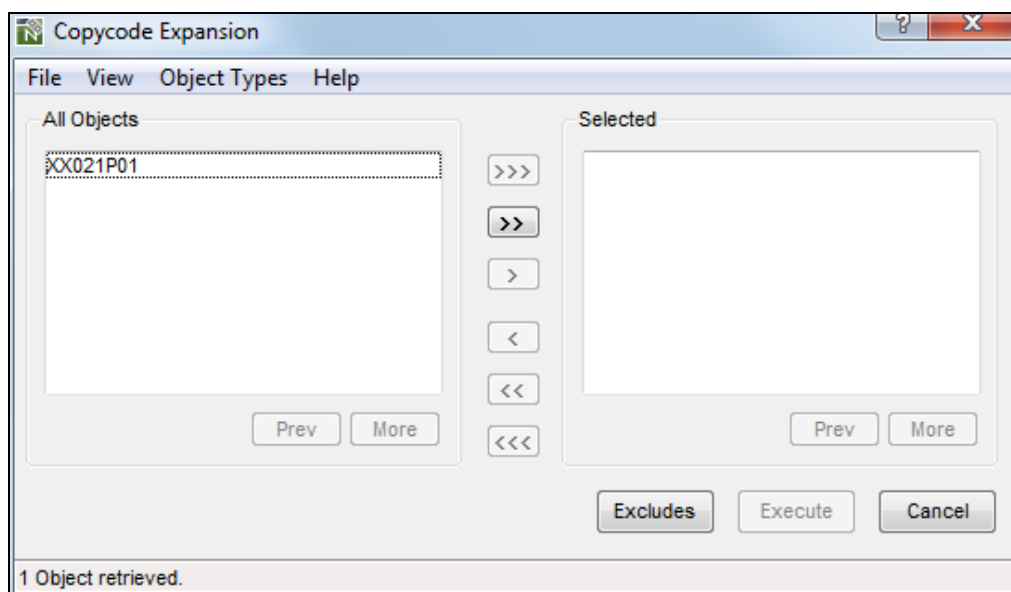 Copycode Expansion ? X
File View Object Types Help
All Objects Selected
XX021P01
>>>
>>
>
<
<<
<<<
Prev More Prev More
Excludes Execute Cancel
1 Object retrieved.